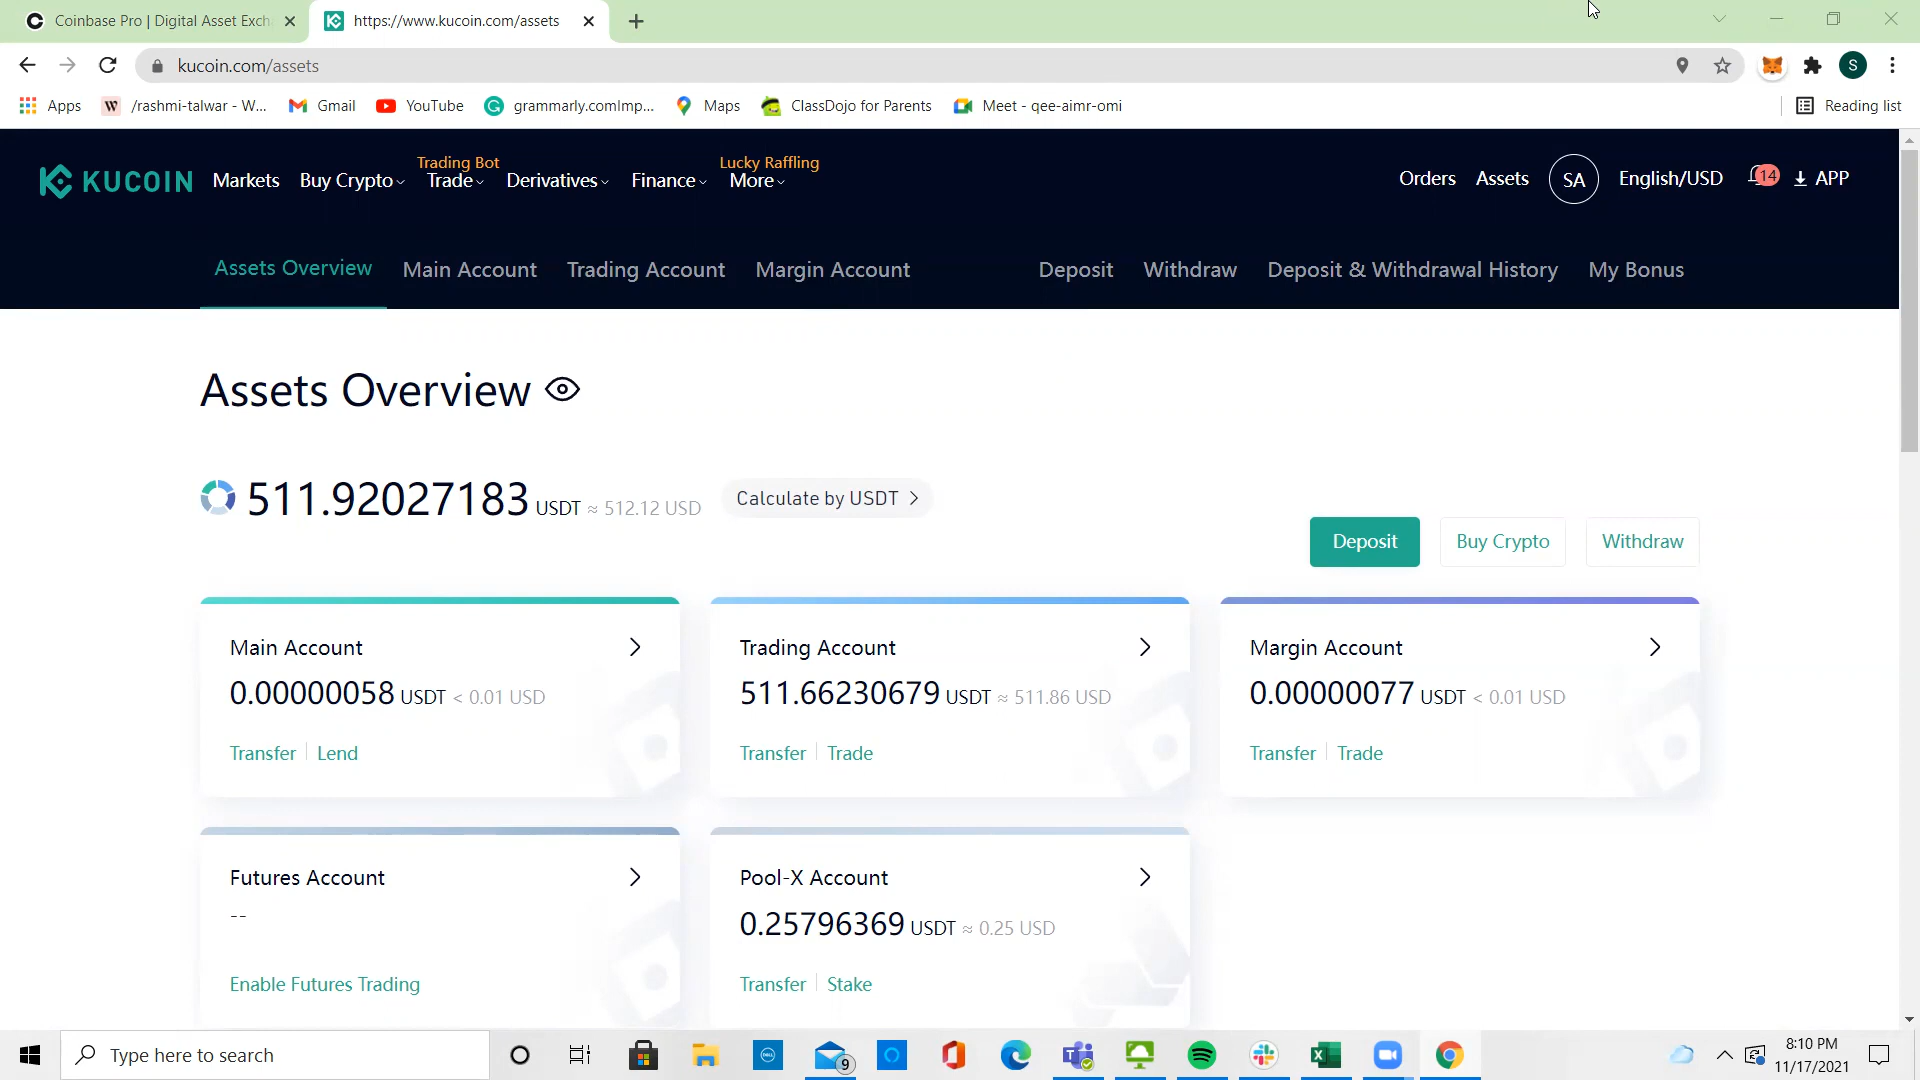 Coinbase Pro | Digital Asset Exch
https://www.kucoin.com/assets
kucoin.com/assets
S
Apps
/rashmi-talwar - W...
Gmail
YouTube
grammarly.comImp...
Maps
ClassDojo for Parents
Meet - qee-aimr-omi
Reading list
KUCOIN
Markets
Buy Crypto
Trading Bot
Trade
Derivatives
Finance
Lucky Raffling
More
Orders
Assets
SA
English/USD
14
APP
Assets Overview
Main Account
Trading Account
Margin Account
Deposit
Withdraw
Deposit & Withdrawal History
My Bonus
Assets Overview
511.92027183 USDT ≈ 512.12 USD
Calculate by USDT >
Deposit
Buy Crypto
Withdraw
Main Account
0.00000058 USDT < 0.01 USD
Transfer | Lend
Trading Account
511.66230679 USDT ≈ 511.86 USD
Transfer | Trade
Margin Account
0.00000077 USDT < 0.01 USD
Transfer | Trade
Futures Account
--
Enable Futures Trading
Pool-X Account
0.25796369 USDT ≈ 0.25 USD
Transfer | Stake
Type here to search
DELL
9
8:10 PM
11/17/2021